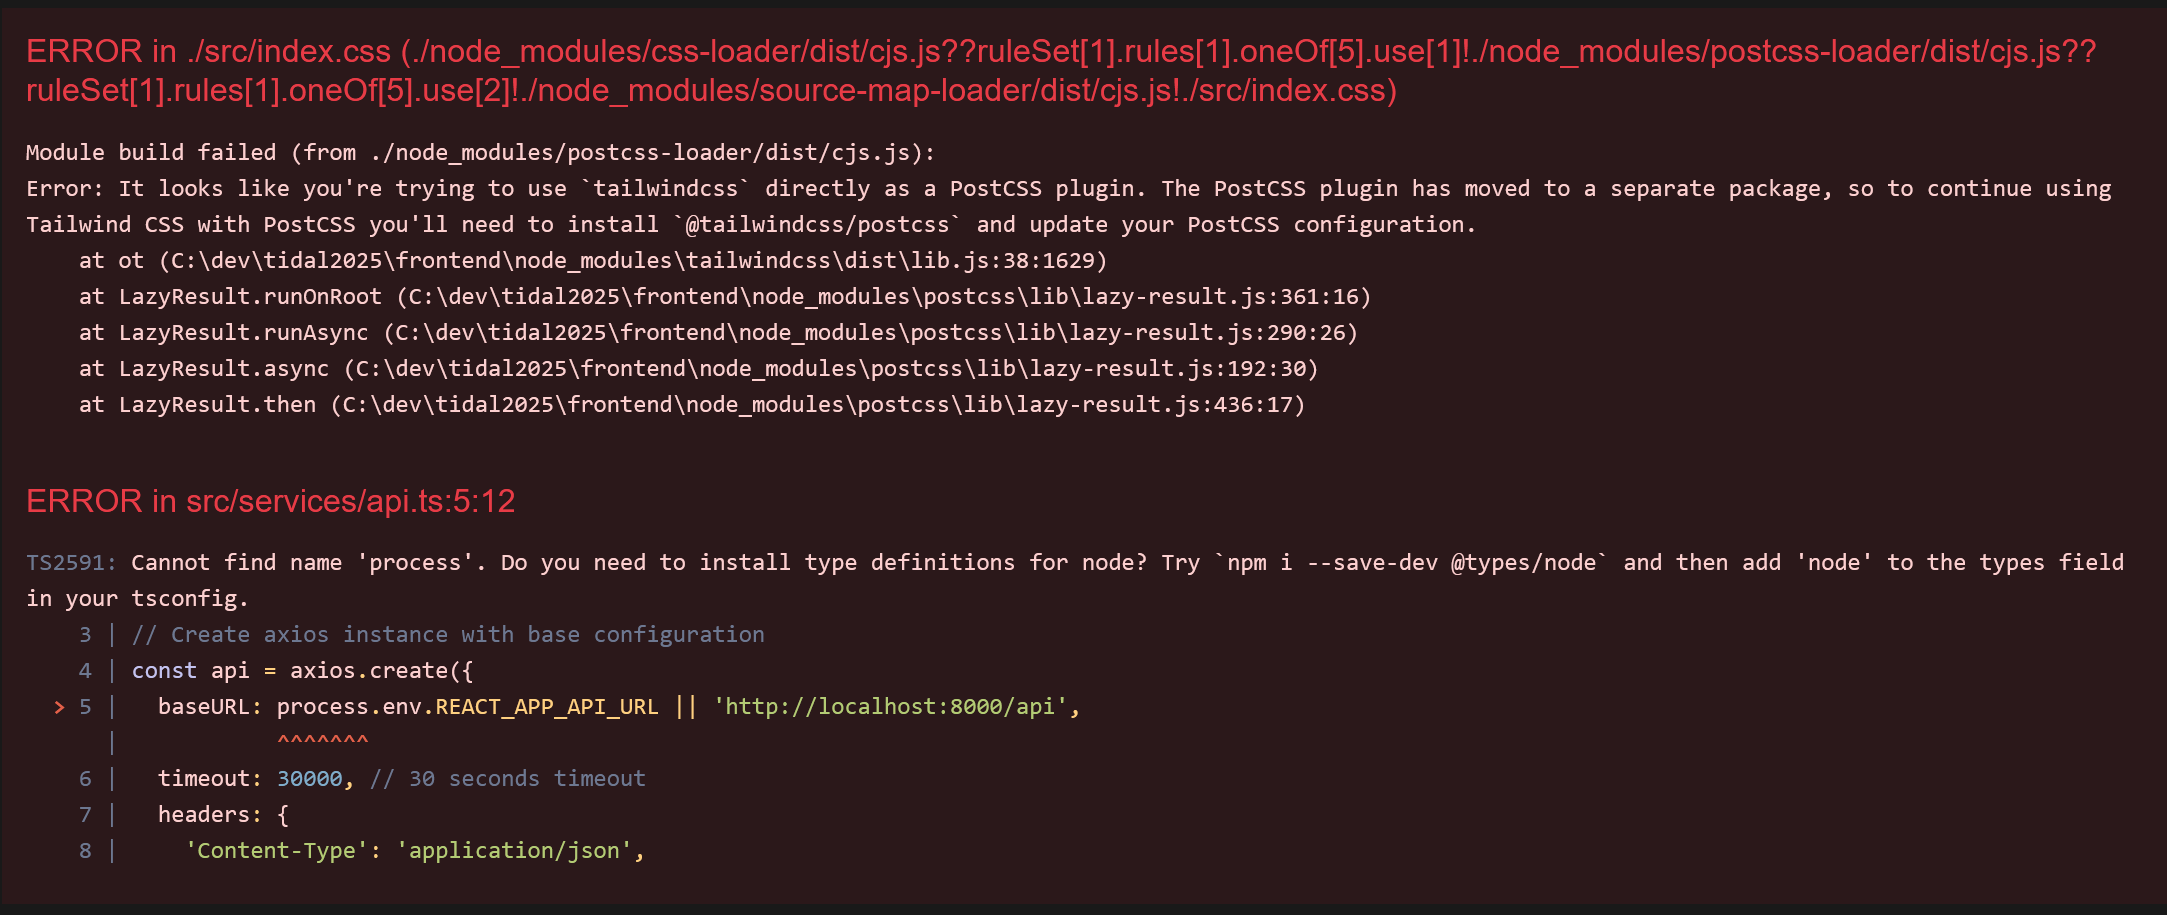 ERROR in ./src/index.css (./node_modules/css-loader/dist/cjs.js??ruleSet[1].rules[1].oneOf[5].use[1]!./node_modules/postcss-loader/dist/cjs.js??
ruleSet[1].rules[1].oneOf[5].use[2]!./node_modules/source-map-loader/dist/cjs.js!./src/index.css)
Module build failed (from ./node_modules/postcss-loader/dist/cjs.js):
Error: It looks like you're trying to use `tailwindcss` directly as a PostCSS plugin. The PostCSS plugin has moved to a separate package, so to continue using
Tailwind CSS with PostCSS you'll need to install `@tailwindcss/postcss` and update your PostCSS configuration.
    at ot (C:\dev\tidal2025\frontend\node_modules\tailwindcss\dist\lib.js:38:1629)
    at LazyResult.runOnRoot (C:\dev\tidal2025\frontend\node_modules\postcss\lib\lazy-result.js:361:16)
    at LazyResult.runAsync (C:\dev\tidal2025\frontend\node_modules\postcss\lib\lazy-result.js:290:26)
    at LazyResult.async (C:\dev\tidal2025\frontend\node_modules\postcss\lib\lazy-result.js:192:30)
    at LazyResult.then (C:\dev\tidal2025\frontend\node_modules\postcss\lib\lazy-result.js:436:17)
ERROR in src/services/api.ts:5:12
TS2591: Cannot find name 'process'. Do you need to install type definitions for node? Try `npm i --save-dev @types/node` and then add 'node' to the types field
in your tsconfig.
    3 | // Create axios instance with base configuration
    4 | const api = axios.create({
  > 5 |   baseURL: process.env.REACT_APP_API_URL || 'http://localhost:8000/api',
      |            ^^^^^^^
    6 |   timeout: 30000, // 30 seconds timeout
    7 |   headers: {
    8 |     'Content-Type': 'application/json',